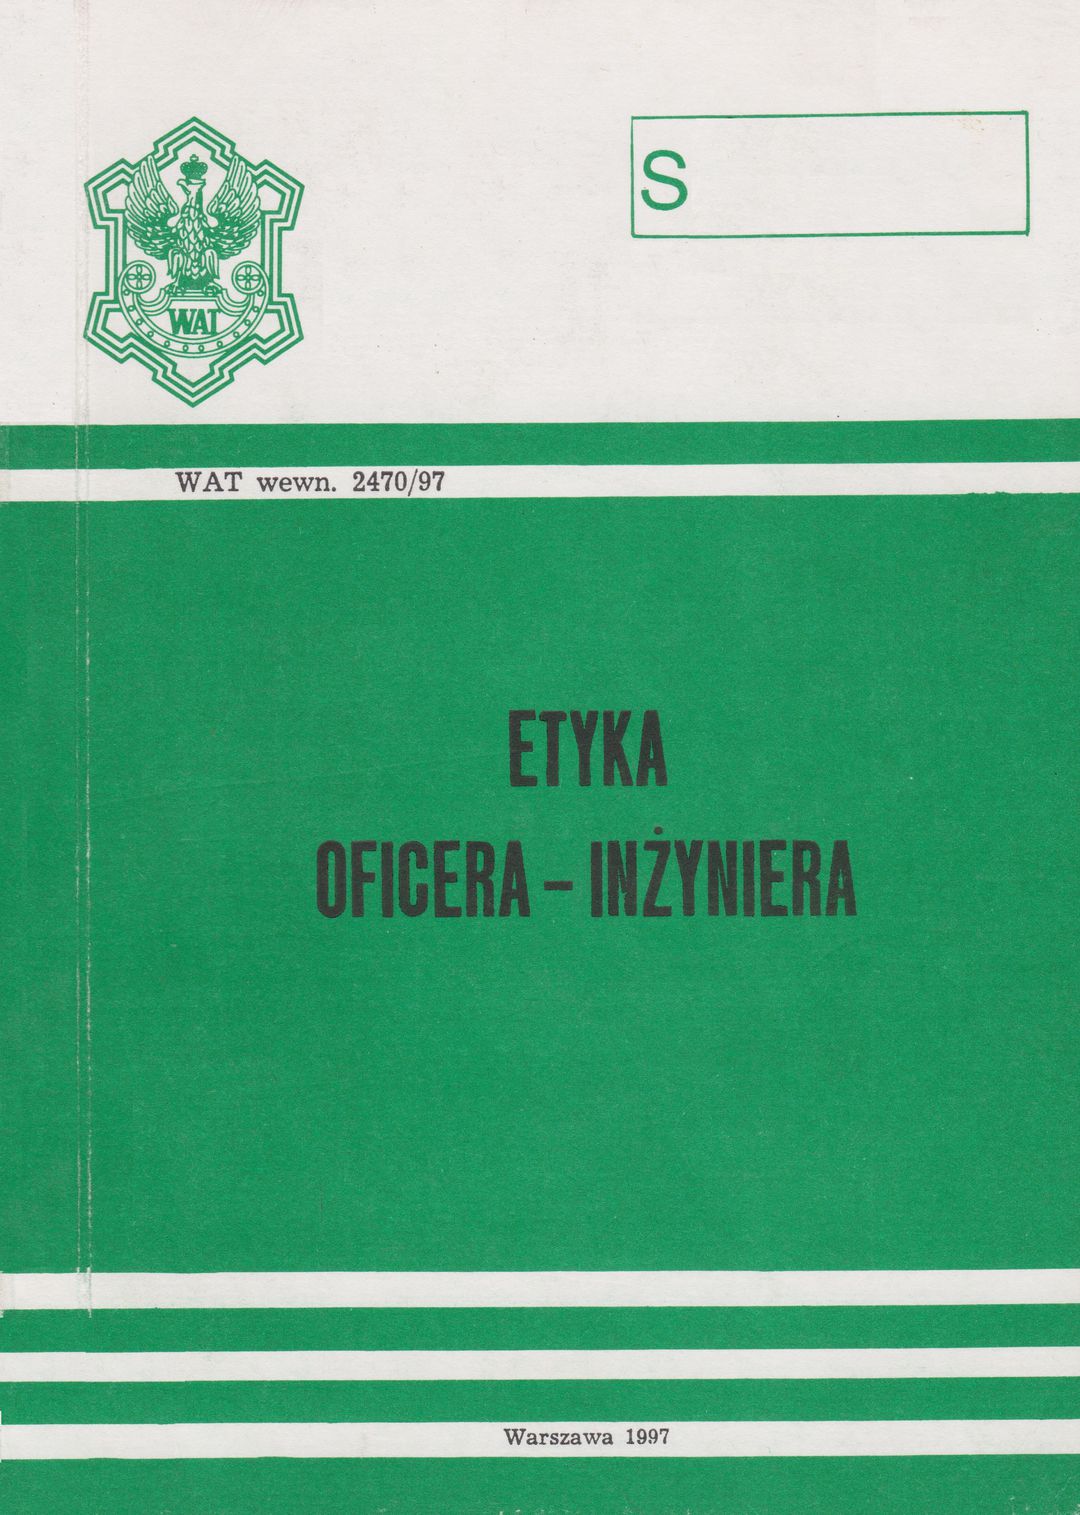 WAT
S
WAT wewn. 2470/97
ETYKA
OFICERA – INŻYNIERA
Warszawa 1997